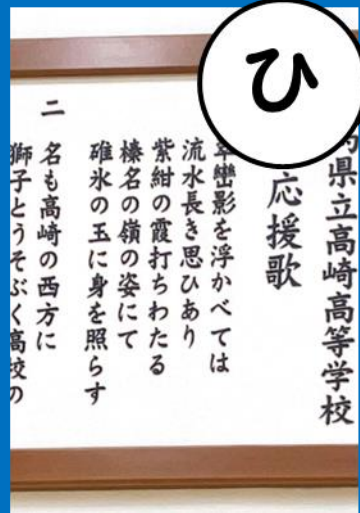 ひ
県立高崎高等学校
応援歌
巒影を浮かべては
流水長き思ひあり
紫紺の霞打ちわたる
榛名の嶺の姿にて
碓氷の玉に身を照らす
二
名も高崎の西方に
獅子とうそぶく高校の